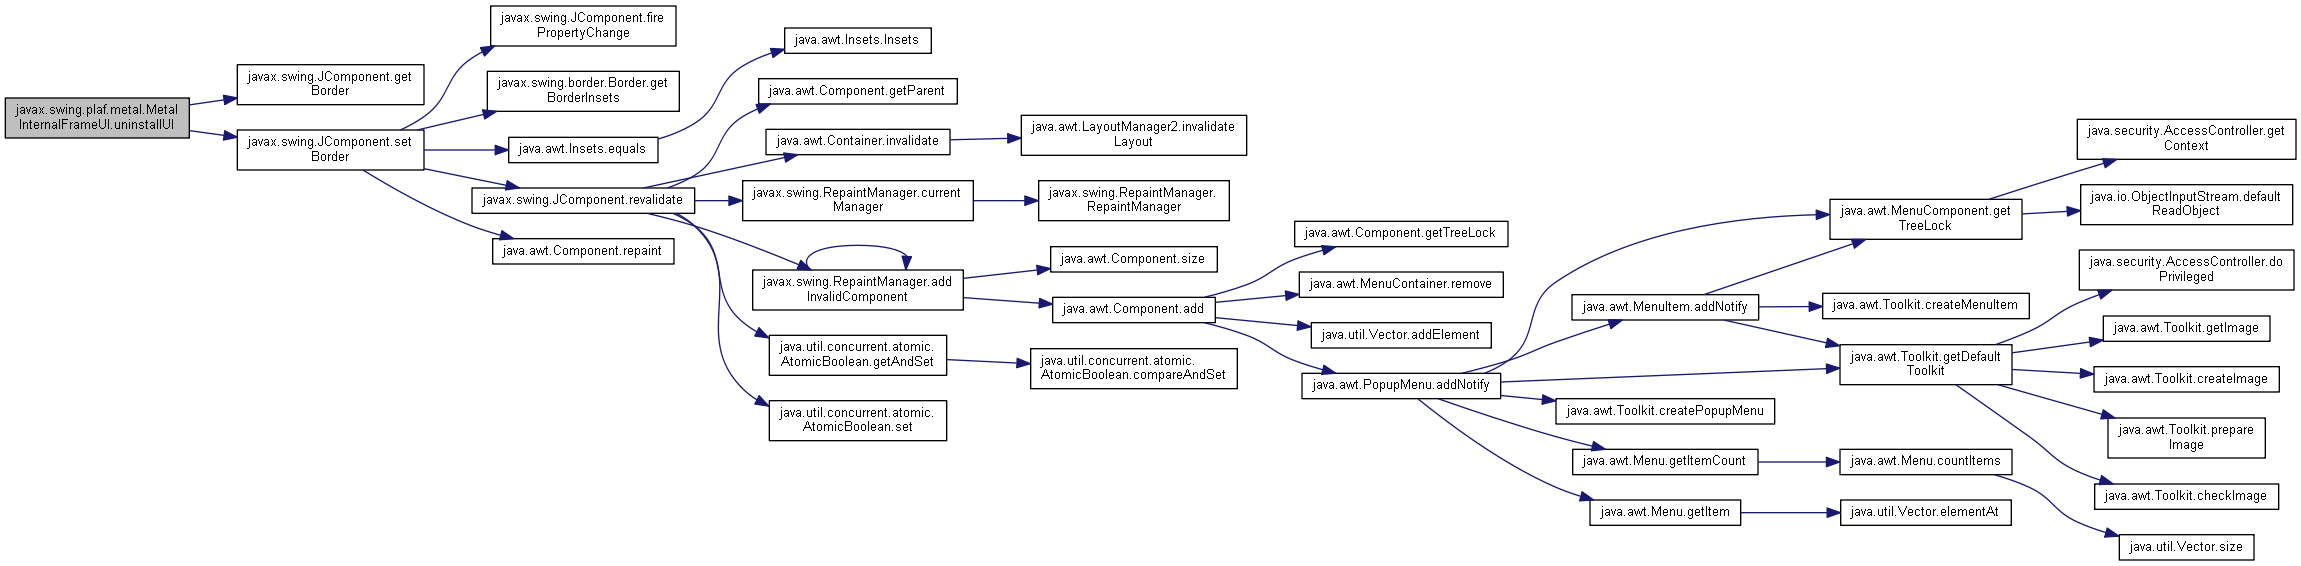 javax.swing.plaf.metal.Metal
InternalFrameUI.uninstallUI
javax.swing.JComponent.get
Border
javax.swing.JComponent.set
Border
javax.swing.JComponent.fire
PropertyChange
javax.swing.border.Border.get
BorderInsets
java.awt.Insets.equals
javax.swing.JComponent.revalidate
java.awt.Component.repaint
java.awt.Insets.Insets
java.awt.Component.getParent
java.awt.Container.invalidate
javax.swing.RepaintManager.current
Manager
javax.swing.RepaintManager.add
InvalidComponent
java.util.concurrent.atomic.
AtomicBoolean.getAndSet
java.util.concurrent.atomic.
AtomicBoolean.set
java.awt.LayoutManager2.invalidate
Layout
javax.swing.RepaintManager.
RepaintManager
java.awt.Component.size
java.awt.Component.add
java.util.concurrent.atomic.
AtomicBoolean.compareAndSet
java.awt.Component.getTreeLock
java.awt.MenuContainer.remove
java.util.Vector.addElement
java.awt.PopupMenu.addNotify
java.awt.MenuItem.addNotify
java.awt.Toolkit.createPopupMenu
java.awt.Menu.getItemCount
java.awt.Menu.getItem
java.awt.MenuComponent.get
TreeLock
java.awt.Toolkit.createMenuItem
java.awt.Toolkit.getDefault
Toolkit
java.awt.Menu.countItems
java.util.Vector.elementAt
java.security.AccessController.get
Context
java.io.ObjectInputStream.default
ReadObject
java.security.AccessController.do
Privileged
java.awt.Toolkit.getImage
java.awt.Toolkit.createImage
java.awt.Toolkit.prepare
Image
java.awt.Toolkit.checkImage
java.util.Vector.size